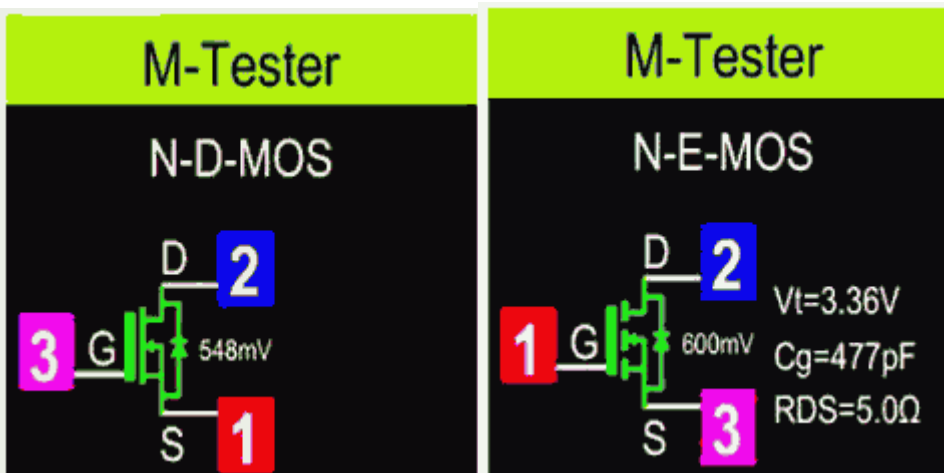 M-Tester
N-D-MOS
D
2
3
G
548mV
S
1
M-Tester
N-E-MOS
D
2
Vt=3.36V
1
G
600mV
Cg=477pF
S
3
RDS=5.0Ω